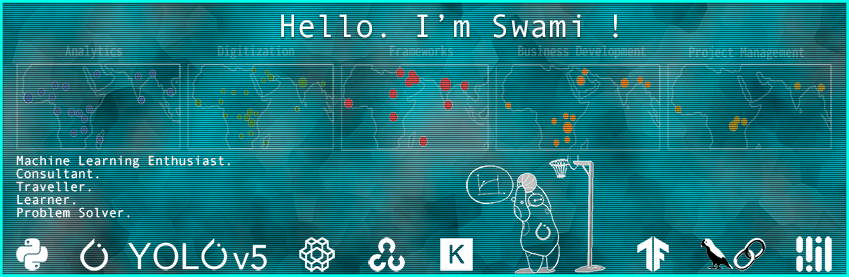 Hello. I'm Swami !
Analytics Digitization Frameworks Business Development Project Management
Machine Learning Enthusiast.
Consultant.
Traveller.
Learner.
Problem Solver.
YOLOv5 K